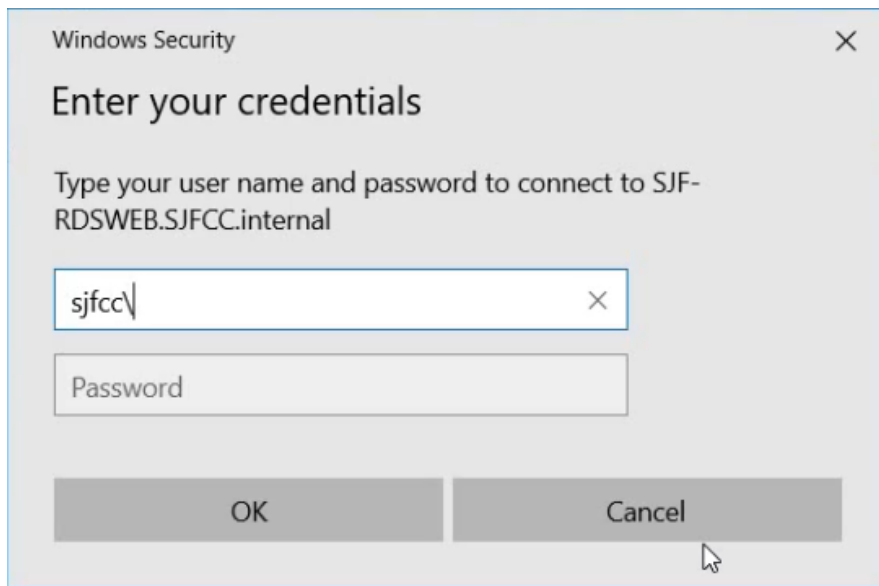 Windows Security
Enter your credentials
Type your user name and password to connect to SJF-
RDSWEB.SJFCC.internal
sjfcc\
Password
OK
Cancel